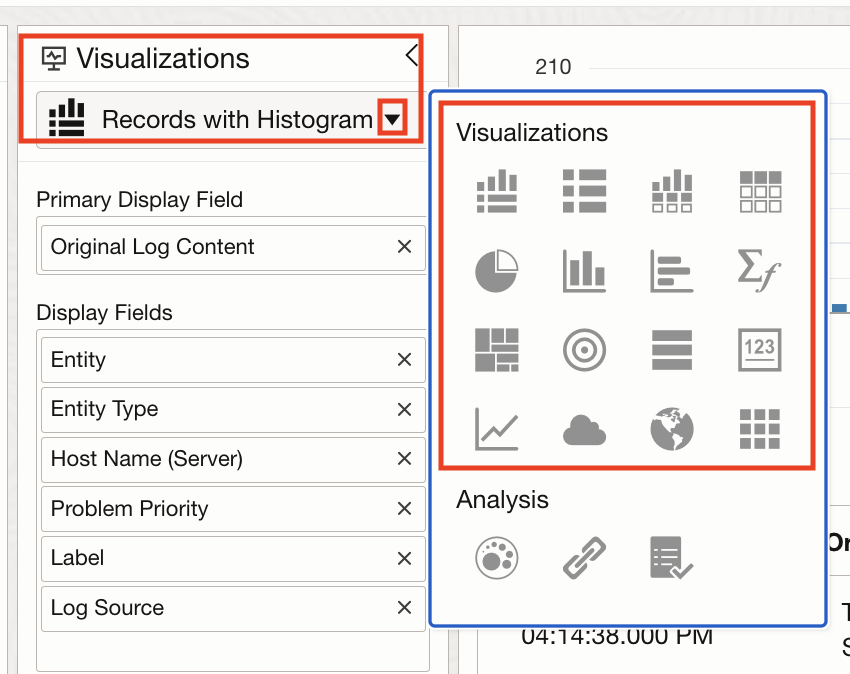 Visualizations
Records with Histogram
Primary Display Field
Original Log Content
Display Fields
Entity
Entity Type
Host Name (Server)
Problem Priority
Label
Log Source
210
Visualizations
123
Analysis
04:14:38.000 PM